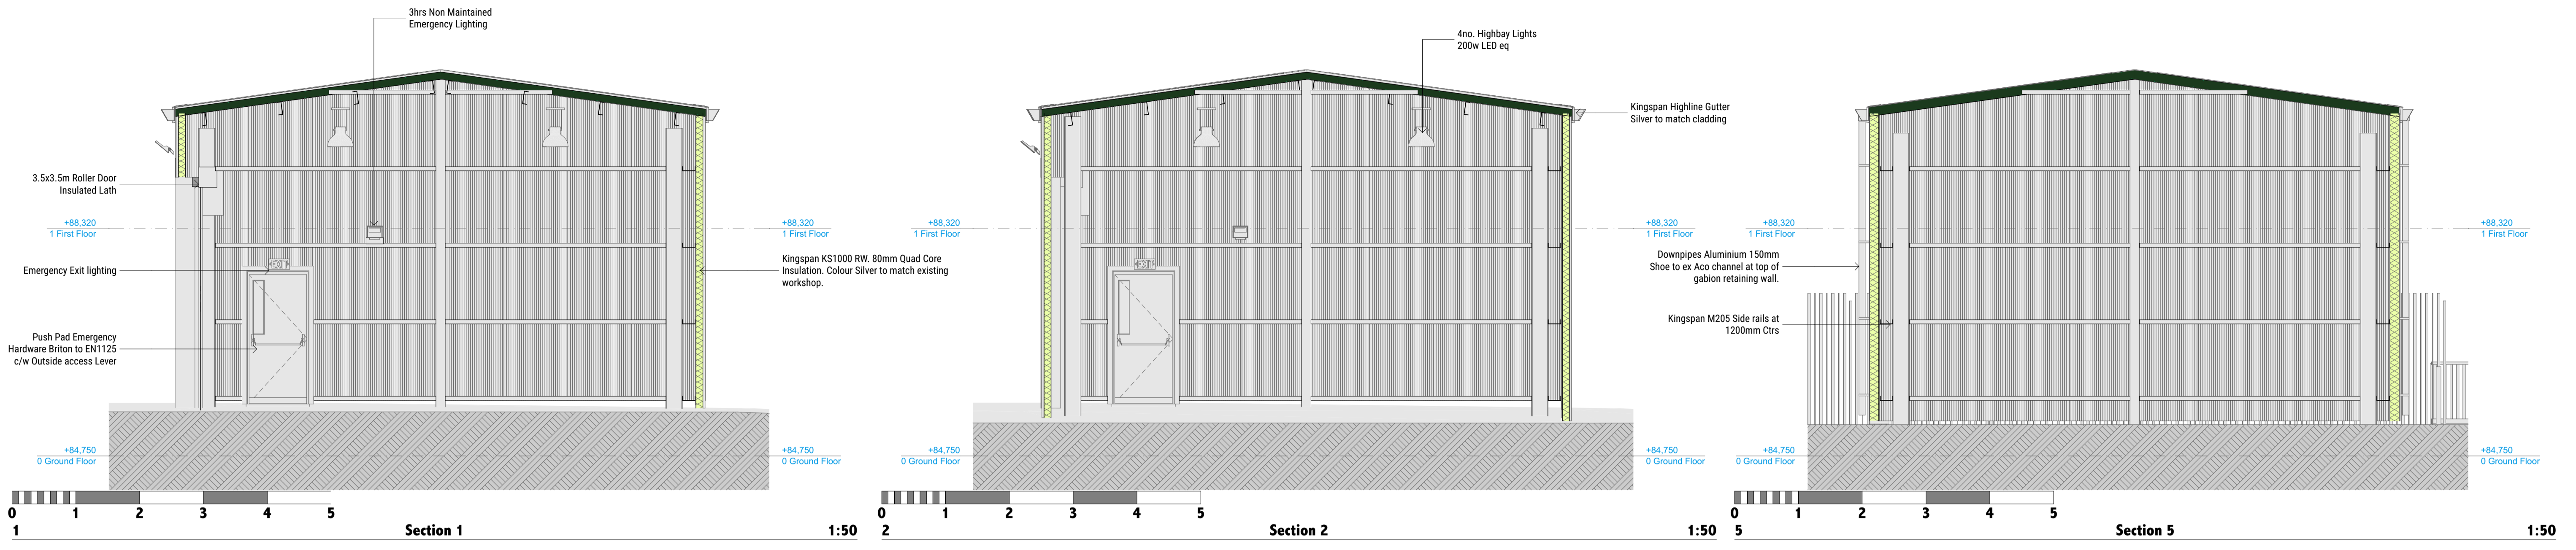 3hrs Non Maintained
Emergency Lighting
3.5x3.5m Roller Door
Insulated Lath
+88,320
1 First Floor
+88,320
1 First Floor
Emergency Exit lighting
Kingspan KS1000 RW. 80mm Quad Core
Insulation. Colour Silver to match existing
workshop.
Push Pad Emergency
Hardware Briton to EN1125
c/w Outside access Lever
+84,750
0 Ground Floor
+84,750
0 Ground Floor
0 1 2 3 4 5
1 Section 1 1:50
4no. Highbay Lights
200w LED eq
Kingspan Highline Gutter
Silver to match cladding
+88,320
1 First Floor
+88,320
1 First Floor
+84,750
0 Ground Floor
+84,750
0 Ground Floor
0 1 2 3 4 5
2 Section 2 1:50
+88,320
1 First Floor
+88,320
1 First Floor
Downpipes Aluminium 150mm
Shoe to ex Aco channel at top of
gabion retaining wall.
Kingspan M205 Side rails at
1200mm Ctrs
+84,750
0 Ground Floor
+84,750
0 Ground Floor
0 1 2 3 4 5
5 Section 5 1:50